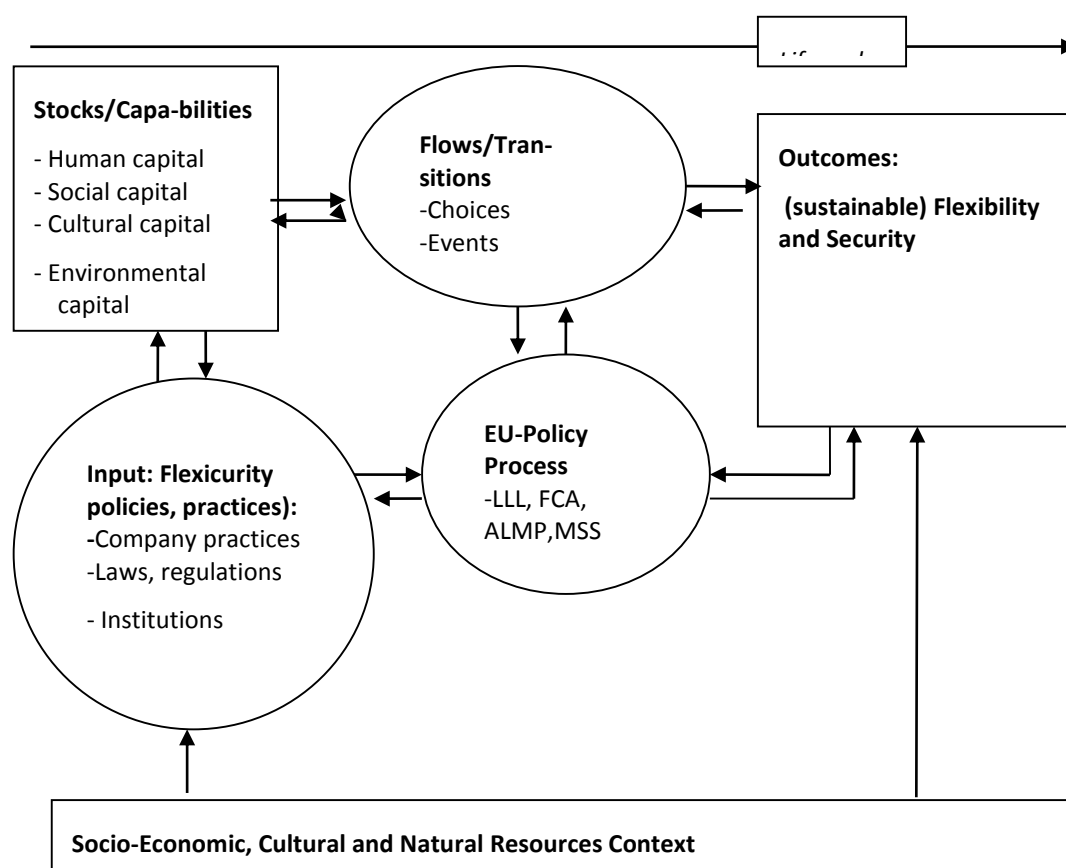 Stocks/Capa-bilities
- Human capital
- Social capital
- Cultural capital
- Environmental
capital
Flows/Tran-
sitions
-Choices
-Events
Outcomes:
(sustainable) Flexibility
and Security
Input: Flexicurity
policies, practices):
-Company practices
-Laws, regulations
- Institutions
EU-Policy
Process
-LLL, FCA,
ALMP,MSS
Socio-Economic, Cultural and Natural Resources Context